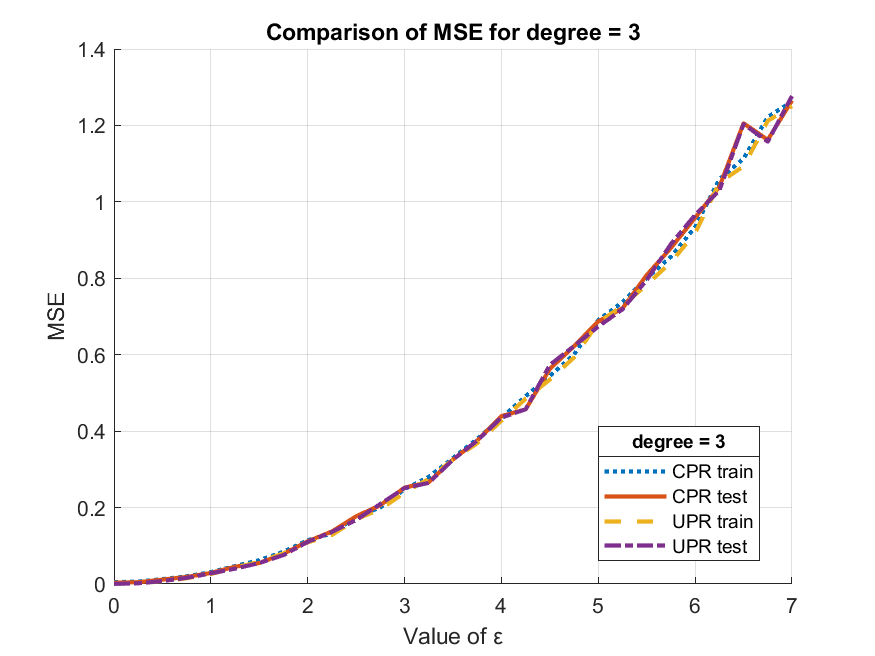 Comparison of MSE for degree = 3
1.4
1.2
1
0.8
0.6
0.4
0.2
0
MSE
degree = 3
CPR train
CPR test
UPR train
UPR test
0 1 2 3 4 5 6 7
Value of ε